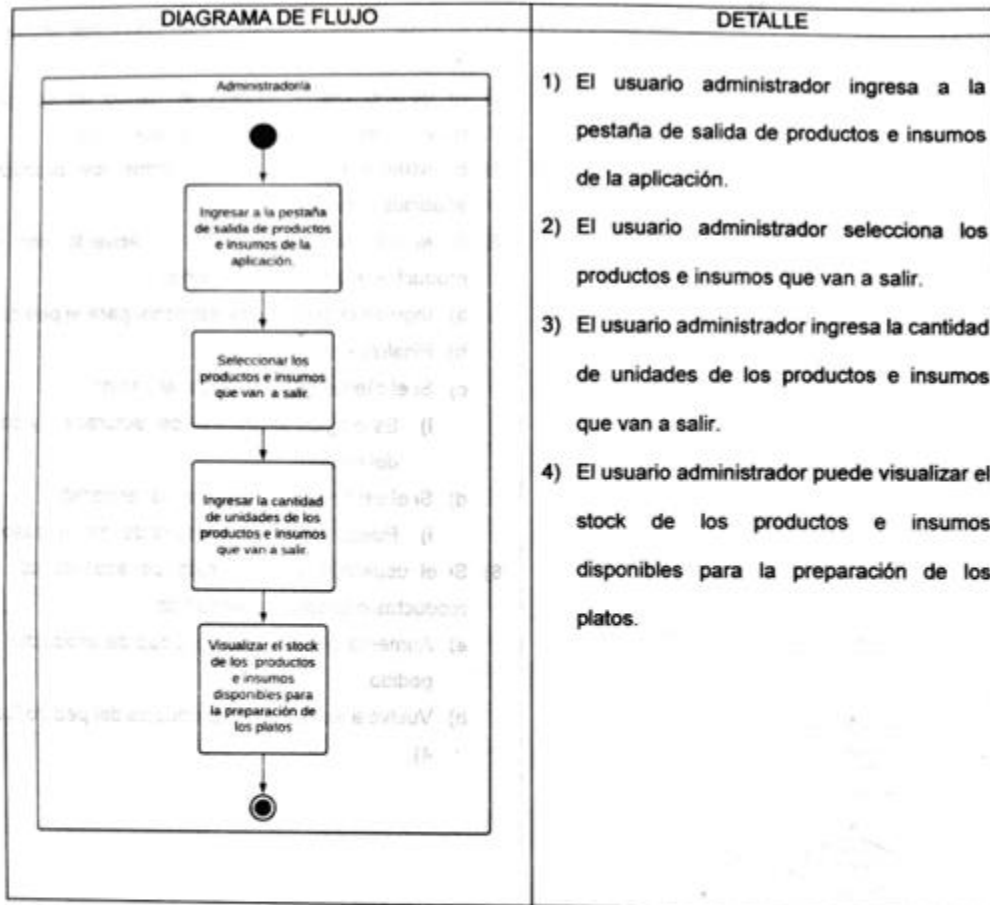 DIAGRAMA DE FLUJO
DETALLE
Administrador/a
Ingresar a la pestaña
de salida de productos
e insumos de la
aplicación.
Seleccionar los
productos e insumos
que van a salir.
Ingresar la cantidad
de unidades de los
productos e insumos
que van a salir.
Visualizar el stock
de los productos
e insumos
disponibles para
la preparación de
los platos
1) El usuario administrador ingresa a la
pestaña de salida de productos e insumos
de la aplicación.
2) El usuario administrador selecciona los
productos e insumos que van a salir.
3) El usuario administrador ingresa la cantidad
de unidades de los productos e insumos
que van a salir.
4) El usuario administrador puede visualizar el
stock de los productos e insumos
disponibles para la preparación de los
platos.